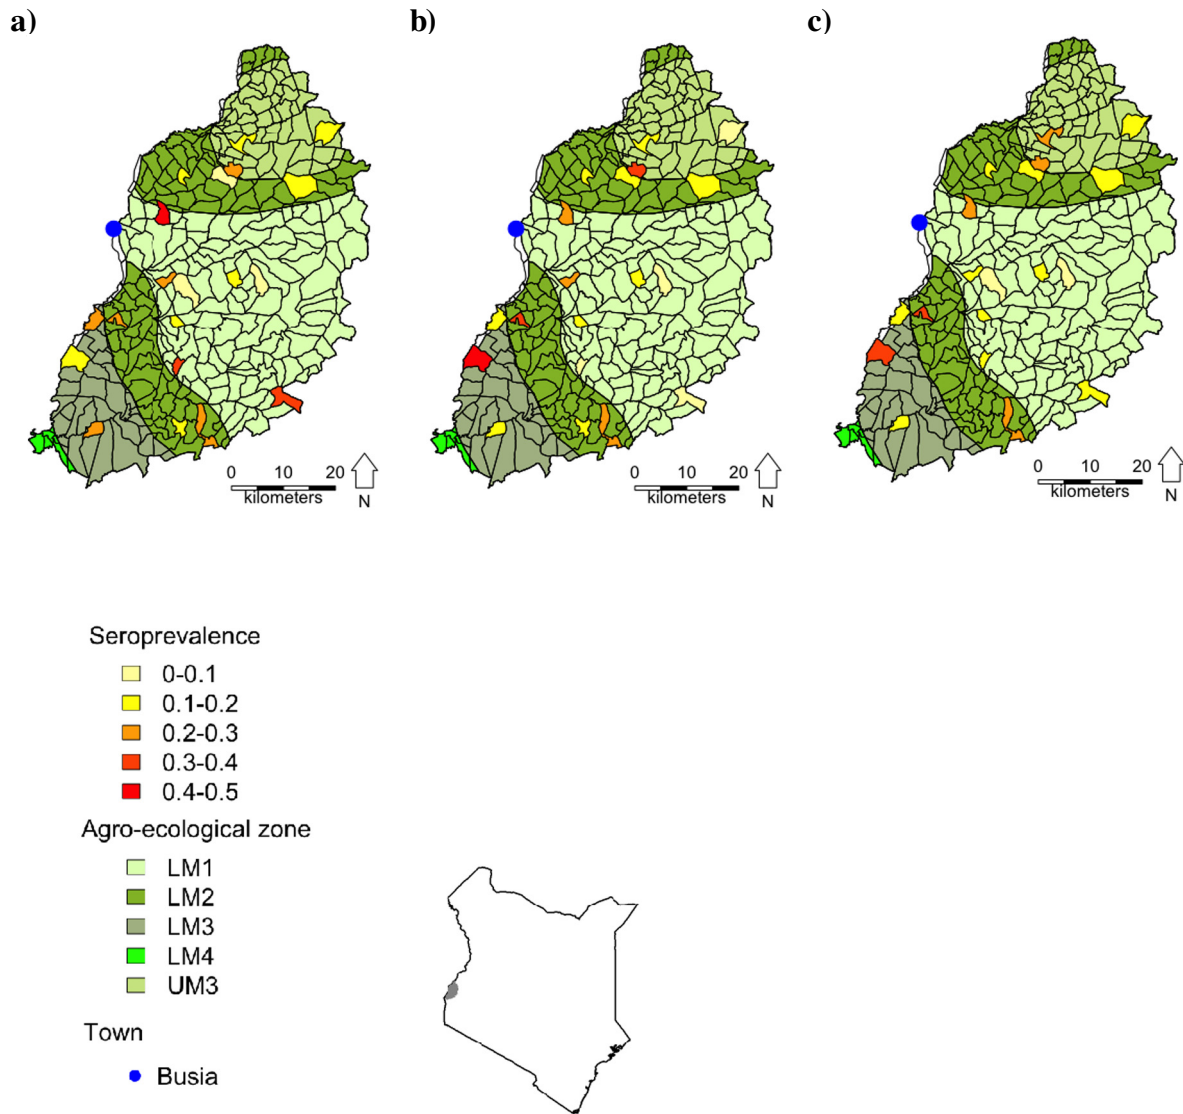 a)
b)
c)
0 10 20
kilometers
N
0 10 20
kilometers
N
0 10 20
kilometers
N
Seroprevalence
0-0.1
0.1-0.2
0.2-0.3
0.3-0.4
0.4-0.5
Agro-ecological zone
LM1
LM2
LM3
LM4
UM3
Town
Busia